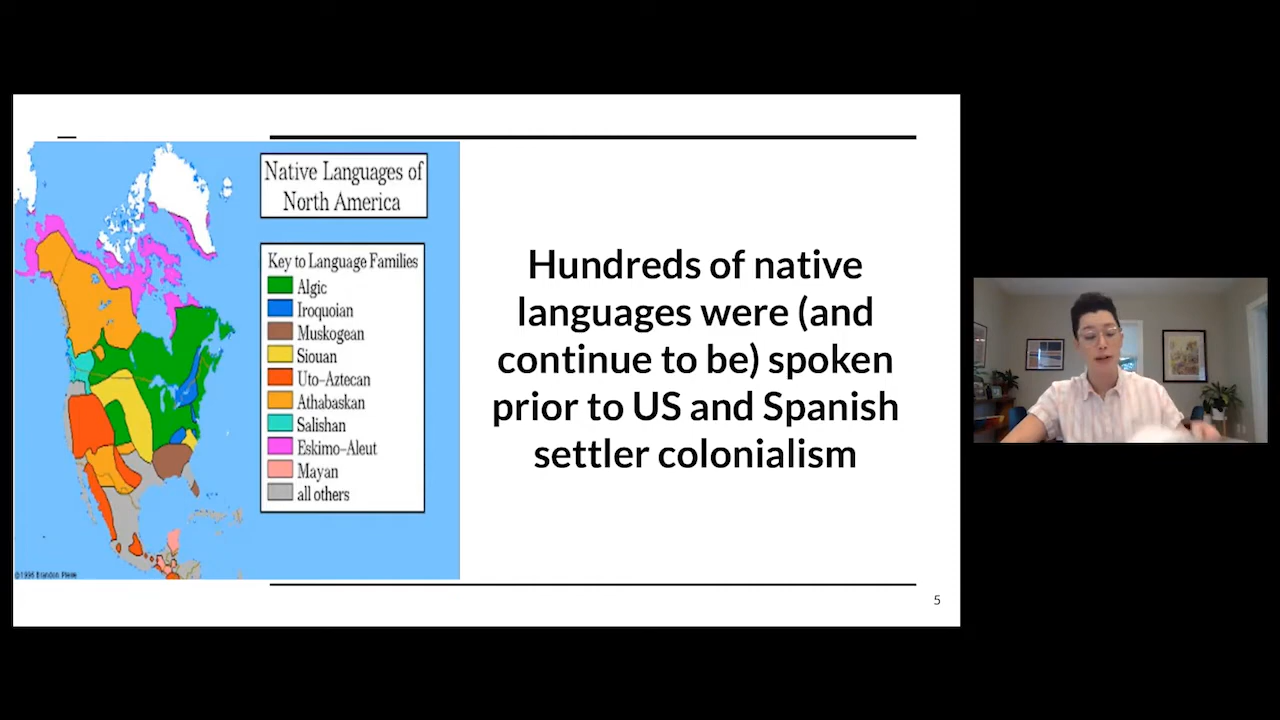 Native Languages of
North America
Key to Language Families
Algic
Iroquoian
Muskogean
Siouan
Uto-Aztecan
Athabaskan
Salishan
Eskimo-Aleut
Mayan
all others
Hundreds of native
languages were (and
continue to be) spoken
prior to US and Spanish
settler colonialism
5